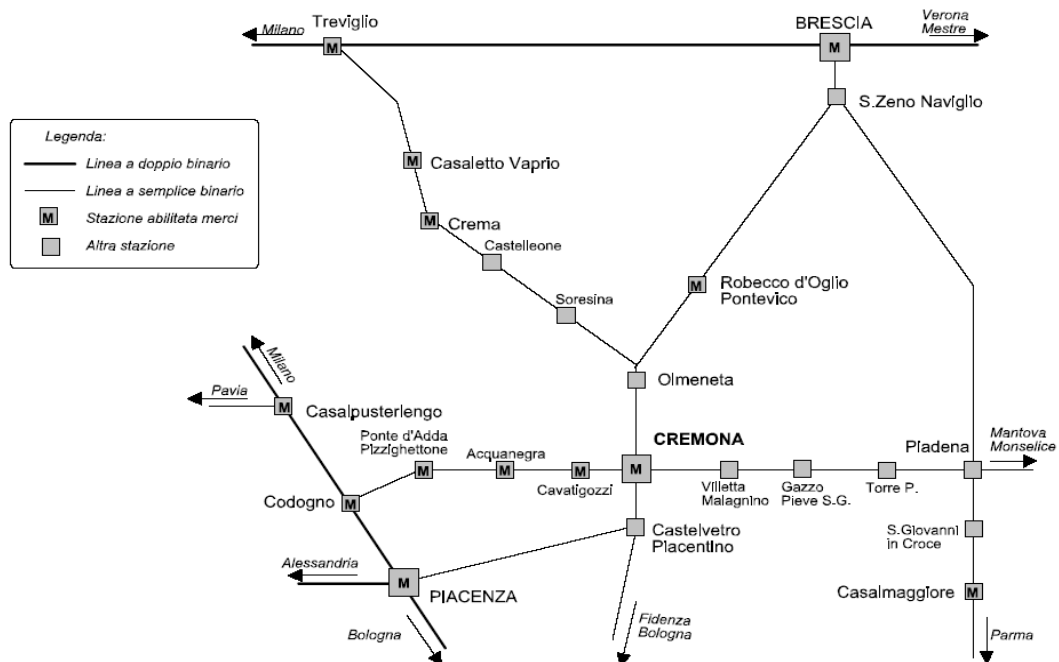 Treviglio
Milano
BRESCIA
Verona
Mestre
S.Zeno Naviglio
Legenda:
Linea a doppio binario
Linea a semplice binario
M Stazione abilitata merci
Altra stazione
M
M
M Casaletto Vaprio
M Crema
Castelleone
Soresina
M Robecco d'Oglio
Pontevico
Olmeneta
Milano
Pavia
M Casalpusterlengo
Ponte d'Adda
Pizzighettone
M
Acquanegra
M
M
Cavatigozzi
CREMONA
M
Villetta
Malagnino
Gazzo
Pieve S.G.
Torre P.
Piadena
Mantova
Monselice
Codogno
M
Castelvetro
Piacentino
S.Giovanni
in Croce
Alessandria
M
PIACENZA
Casalmaggiore
M
Bologna
Fidenza
Bologna
Parma